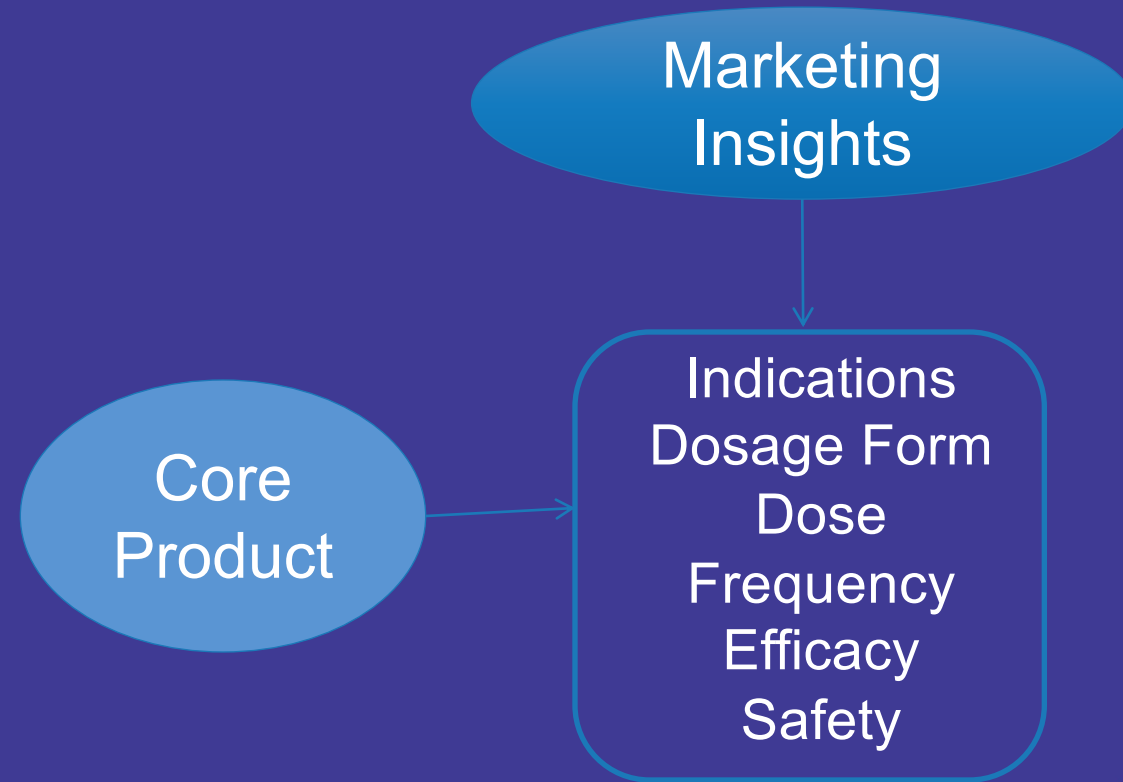 Marketing
Insights
Core
Product
Indications
Dosage Form
Dose
Frequency
Efficacy
Safety